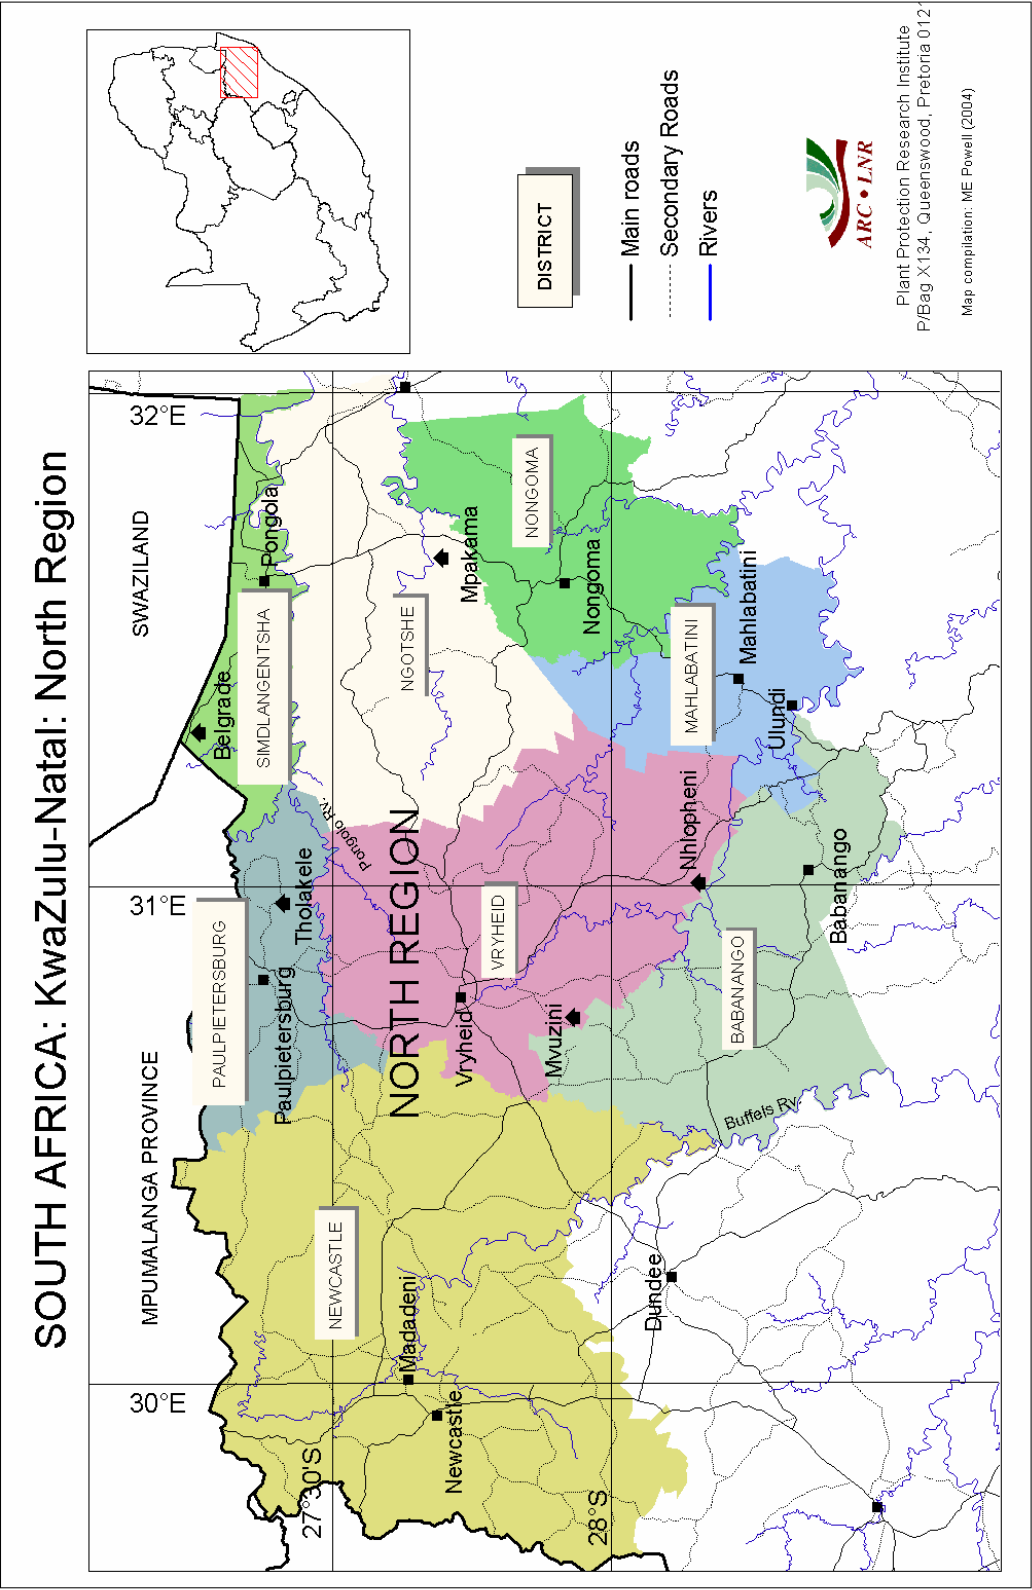 SOUTH AFRICA: KwaZulu-Natal: North Region
MPUMALANGA PROVINCE
SWAZILAND
30°E
31°E
32°E
27°30'S
28°S
PAULPIETERSBURG
SIMDLANGENTSHA
Belgrade
Pongola
Paulpietersburg
Tholakele
NEWCASTLE
Pongolo Rv.
NORTH REGION
NGOTSHE
Madadeni
Newcastle
Vryheid
VRYHEID
Mpakama
NONGOMA
Mvuzini
Nongoma
Dundee
Nhlopheni
MAHLABATINI
BABANANGO
Mahlabatini
Buffels Rv.
Ulundi
Babanango
DISTRICT
Main roads
Secondary Roads
Rivers
ARC • LNR
Plant Protection Research Institute
P/Bag X134, Queenswood, Pretoria 012
Map compilation: ME Powell (2004)